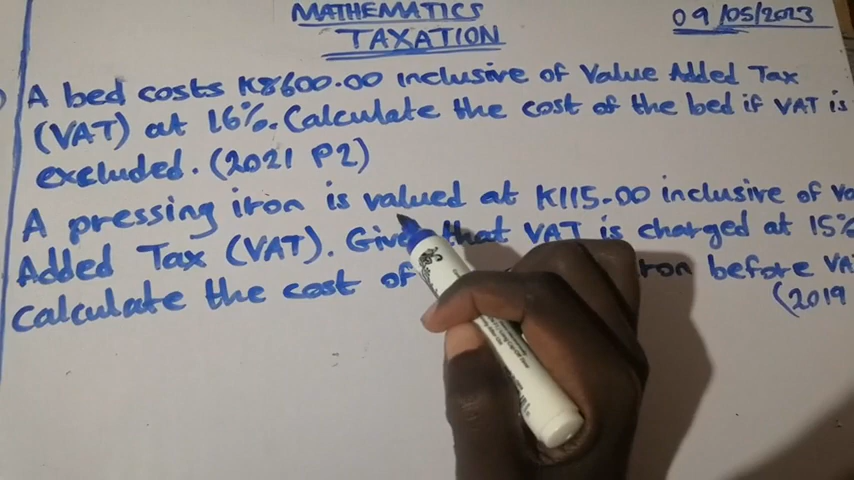 MATHEMATICS
09/05/2023
TAXATION
A bed costs K8600.00 inclusive of Value Added Tax
(VAT) at 16%. Calculate the cost of the bed if VAT is
excluded. (2021 P2)
A pressing iron is valued at K115.00 inclusive of Va
Added Tax (VAT). Given that VAT is charged at 15%
Calculate the cost of iron before VA
(2019